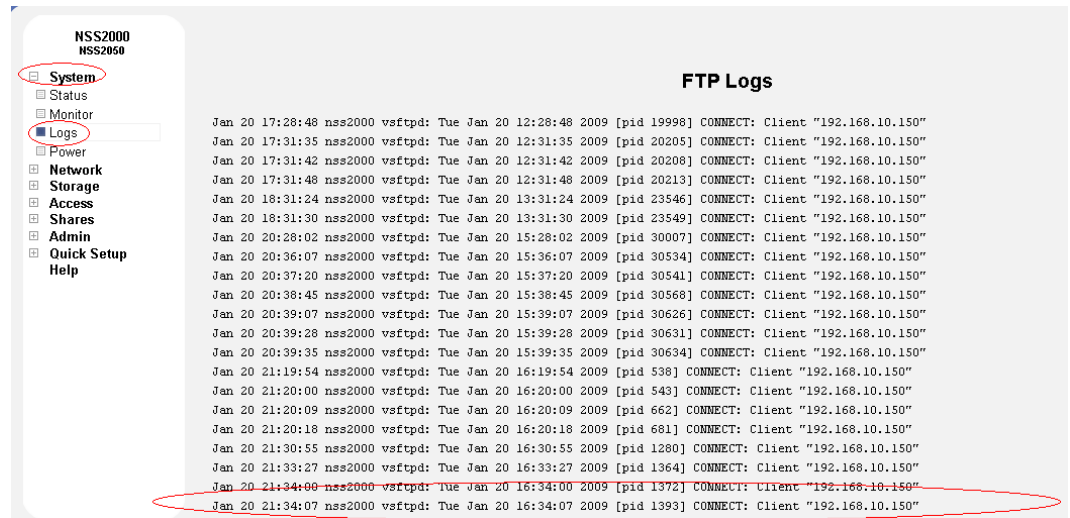 NSS2000
NSS2050
System
Status
Monitor
Logs
Power
Network
Storage
Access
Shares
Admin
Quick Setup
Help
FTP Logs
Jan 20 17:28:48 nss2000 vsftpd: Tue Jan 20 12:28:48 2009 [pid 19998] CONNECT: Client "192.168.10.150"
Jan 20 17:31:35 nss2000 vsftpd: Tue Jan 20 12:31:35 2009 [pid 20205] CONNECT: Client "192.168.10.150"
Jan 20 17:31:42 nss2000 vsftpd: Tue Jan 20 12:31:42 2009 [pid 20208] CONNECT: Client "192.168.10.150"
Jan 20 17:31:48 nss2000 vsftpd: Tue Jan 20 12:31:48 2009 [pid 20213] CONNECT: Client "192.168.10.150"
Jan 20 18:31:24 nss2000 vsftpd: Tue Jan 20 13:31:24 2009 [pid 23546] CONNECT: Client "192.168.10.150"
Jan 20 18:31:30 nss2000 vsftpd: Tue Jan 20 13:31:30 2009 [pid 23549] CONNECT: Client "192.168.10.150"
Jan 20 20:28:02 nss2000 vsftpd: Tue Jan 20 15:28:02 2009 [pid 30007] CONNECT: Client "192.168.10.150"
Jan 20 20:36:07 nss2000 vsftpd: Tue Jan 20 15:36:07 2009 [pid 30534] CONNECT: Client "192.168.10.150"
Jan 20 20:37:20 nss2000 vsftpd: Tue Jan 20 15:37:20 2009 [pid 30541] CONNECT: Client "192.168.10.150"
Jan 20 20:38:45 nss2000 vsftpd: Tue Jan 20 15:38:45 2009 [pid 30568] CONNECT: Client "192.168.10.150"
Jan 20 20:39:07 nss2000 vsftpd: Tue Jan 20 15:39:07 2009 [pid 30626] CONNECT: Client "192.168.10.150"
Jan 20 20:39:28 nss2000 vsftpd: Tue Jan 20 15:39:28 2009 [pid 30631] CONNECT: Client "192.168.10.150"
Jan 20 20:39:35 nss2000 vsftpd: Tue Jan 20 15:39:35 2009 [pid 30634] CONNECT: Client "192.168.10.150"
Jan 20 21:19:54 nss2000 vsftpd: Tue Jan 20 16:19:54 2009 [pid 538] CONNECT: Client "192.168.10.150"
Jan 20 21:20:00 nss2000 vsftpd: Tue Jan 20 16:20:00 2009 [pid 543] CONNECT: Client "192.168.10.150"
Jan 20 21:20:09 nss2000 vsftpd: Tue Jan 20 16:20:09 2009 [pid 662] CONNECT: Client "192.168.10.150"
Jan 20 21:20:18 nss2000 vsftpd: Tue Jan 20 16:20:18 2009 [pid 681] CONNECT: Client "192.168.10.150"
Jan 20 21:30:55 nss2000 vsftpd: Tue Jan 20 16:30:55 2009 [pid 1280] CONNECT: Client "192.168.10.150"
Jan 20 21:33:27 nss2000 vsftpd: Tue Jan 20 16:33:27 2009 [pid 1364] CONNECT: Client "192.168.10.150"
Jan 20 21:34:00 nss2000 vsftpd: Tue Jan 20 16:34:00 2009 [pid 1372] CONNECT: Client "192.168.10.150"
Jan 20 21:34:07 nss2000 vsftpd: Tue Jan 20 16:34:07 2009 [pid 1393] CONNECT: Client "192.168.10.150"